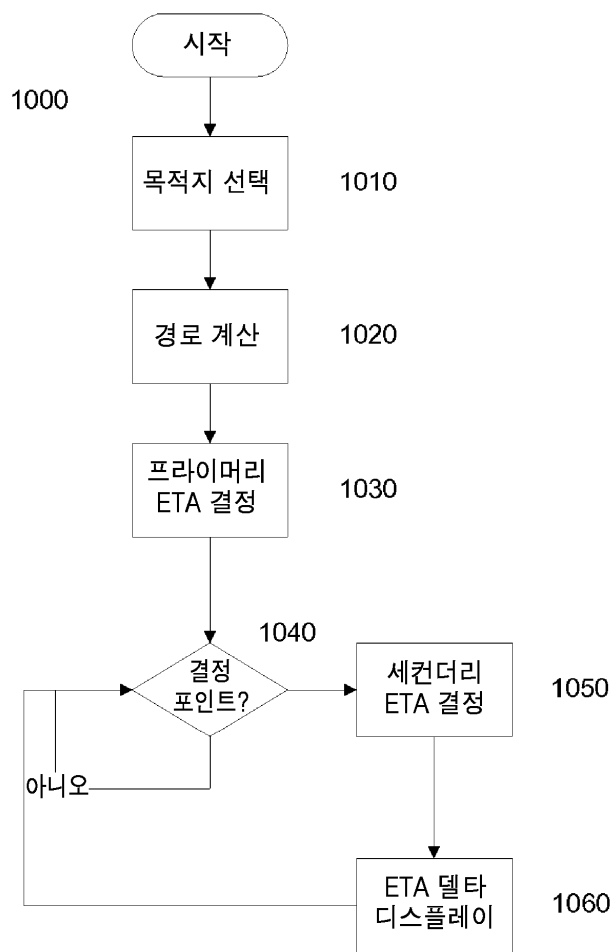 시작
1000
목적지 선택
1010
경로 계산
1020
프라이머리
ETA 결정
1030
1040
결정
포인트?
세컨더리
ETA 결정
1050
아니오
ETA 델타
디스플레이
1060